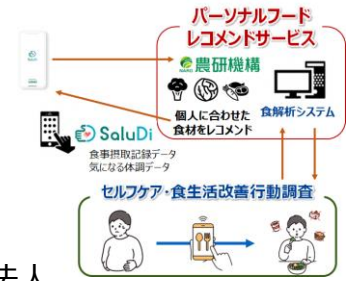 パーソナルフード
レコメンドサービス
SaluDi
NARO 農研機構
個人に合わせた
食材をレコメンド
食解析システム
SaluDi
食事摂取記録データ
気になる体調データ
セルフケア・食生活改善行動調査